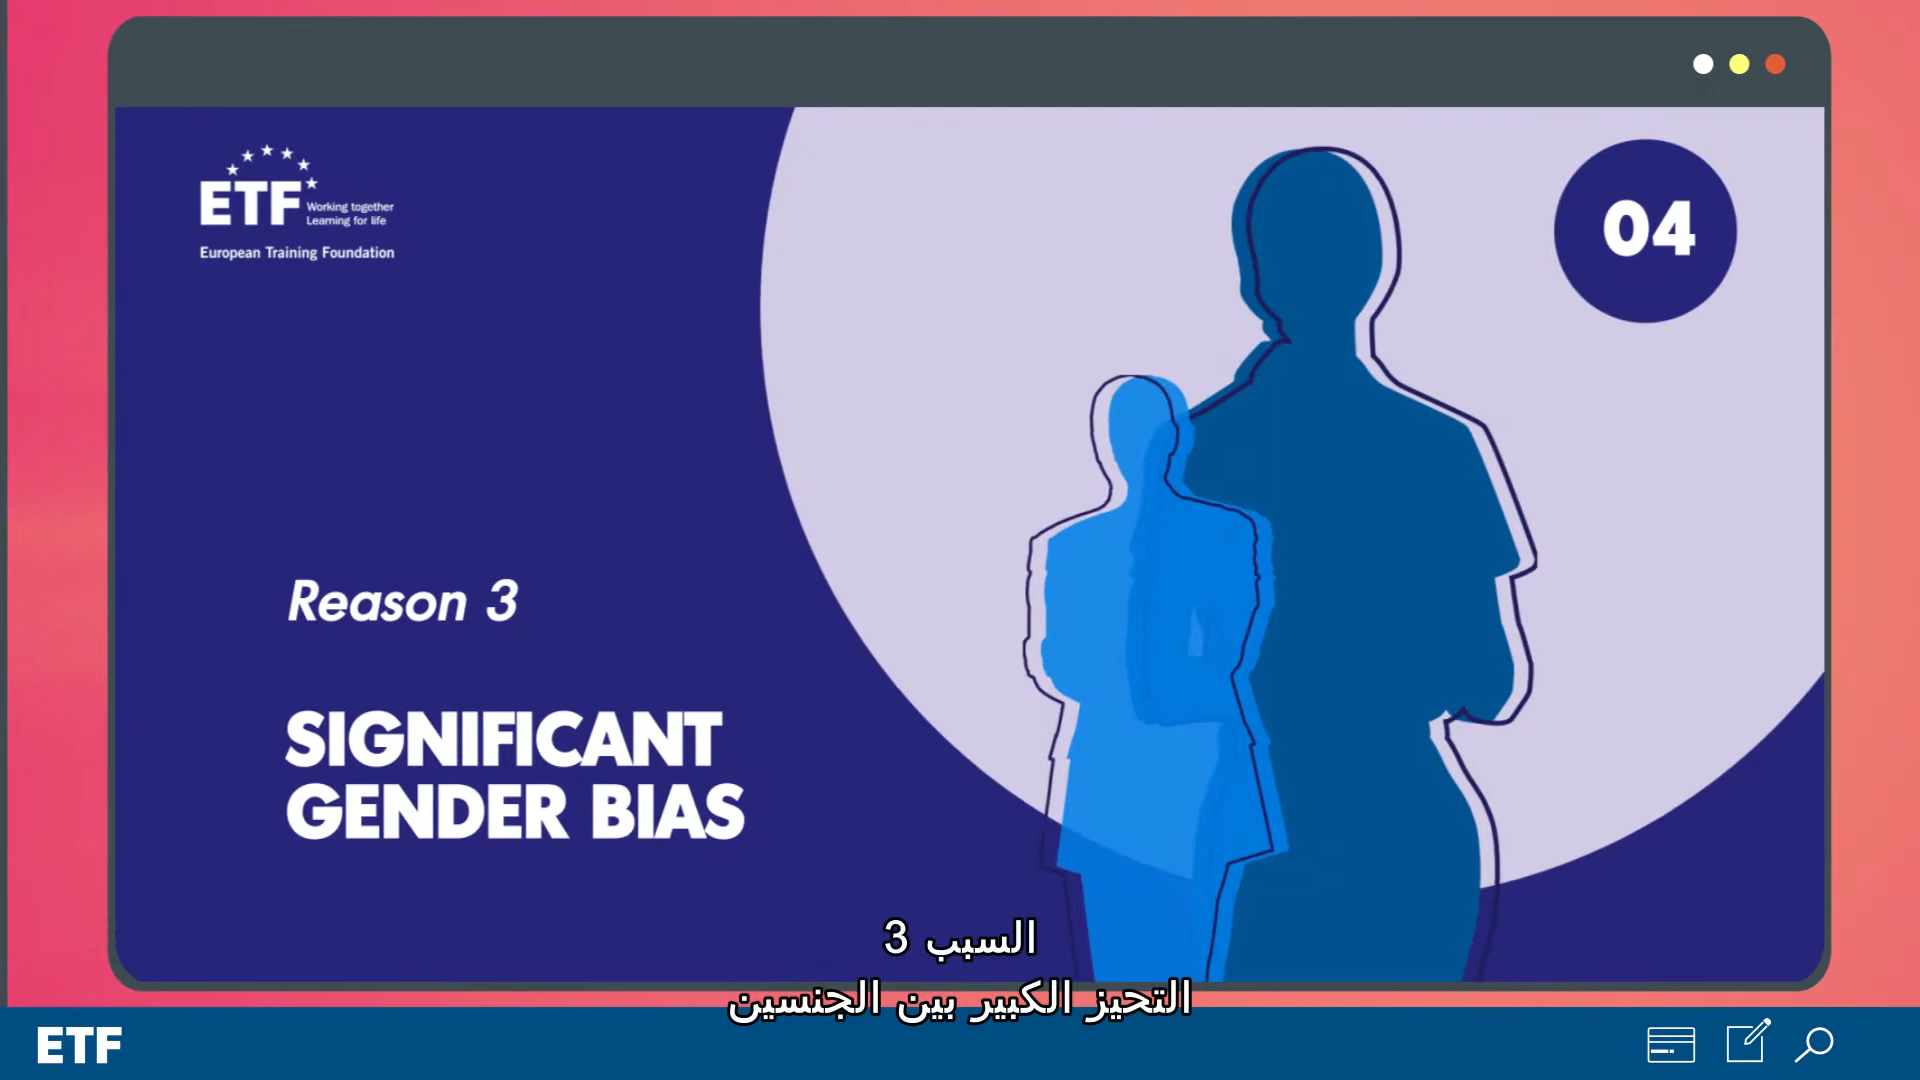 ETF
Working together
Learning for life
European Training Foundation
04
Reason 3
SIGNIFICANT
GENDER BIAS
السبب 3
التحيز الكبير بين الجنسين
ETF